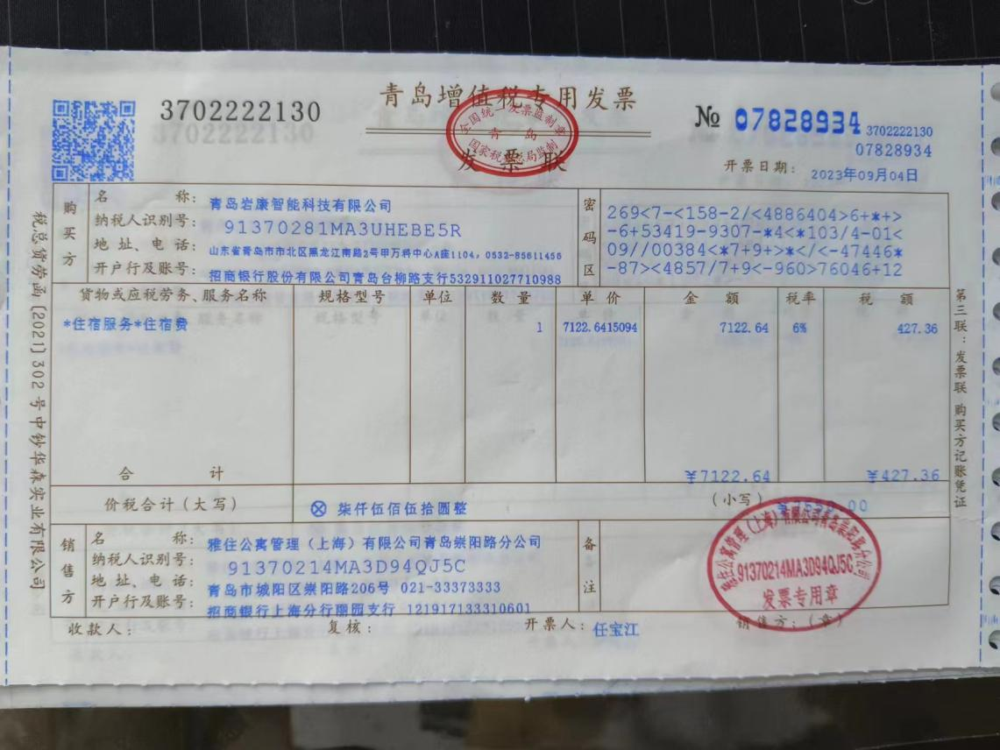 青岛增值税专用发票
3702222130
№ 07828934
3702222130
07828934
全国统一发票监制章
青岛
国家税务总局监制
发票联
开票日期: 2023年09月04日
购买方
名称: 青岛岩康智能科技有限公司
纳税人识别号: 91370281MA3UHEBE5R
地址、电话: 山东省青岛市市北区黑龙江南路2号甲万科中心A座1104, 0532-85611456
开户行及账号: 招商银行股份有限公司青岛台柳路支行532911027710988
密码区
269<7-<158-2/<4886404>6+*+>
-6+53419-9307-*4<*103/4-01<
09//00384<*7+9+>*</<-47446*
-87><4857/7+9<-960>76046+12
货物或应税劳务、服务名称 规格型号 单位 数量 单价 金额 税率 税额
*住宿服务*住宿费 1 7122.6415094 7122.64 6% 427.36
合计 ¥7122.64 ¥427.36
价税合计(大写) ⊗ 柒仟伍佰伍拾圆整 (小写) ¥7550.00
销售方
名称: 雅住公寓管理(上海)有限公司青岛崇阳路分公司
纳税人识别号: 91370214MA3D94QJ5C
地址、电话: 青岛市城阳区崇阳路206号 021-33373333
开户行及账号: 招商银行上海分行丽园支行 121917133310601
备注
雅住公寓管理(上海)有限公司青岛崇阳路分公司
91370214MA3D94QJ5C
发票专用章
收款人: 复核: 开票人: 任宝江 销售方:(章)
税总货劳函[2021]302号中钞华森实业有限公司
第三联:发票联 购买方记账凭证